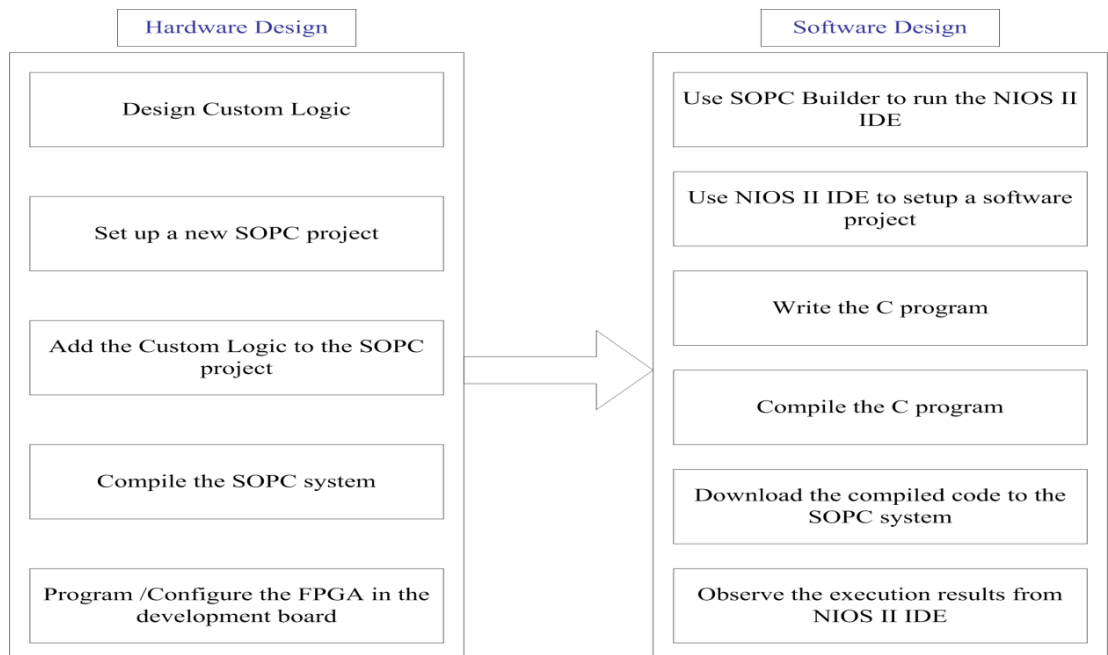 Hardware Design
Design Custom Logic
Set up a new SOPC project
Add the Custom Logic to the SOPC
project
Compile the SOPC system
Program /Configure the FPGA in the
development board
Software Design
Use SOPC Builder to run the NIOS II
IDE
Use NIOS II IDE to setup a software
project
Write the C program
Compile the C program
Download the compiled code to the
SOPC system
Observe the execution results from
NIOS II IDE